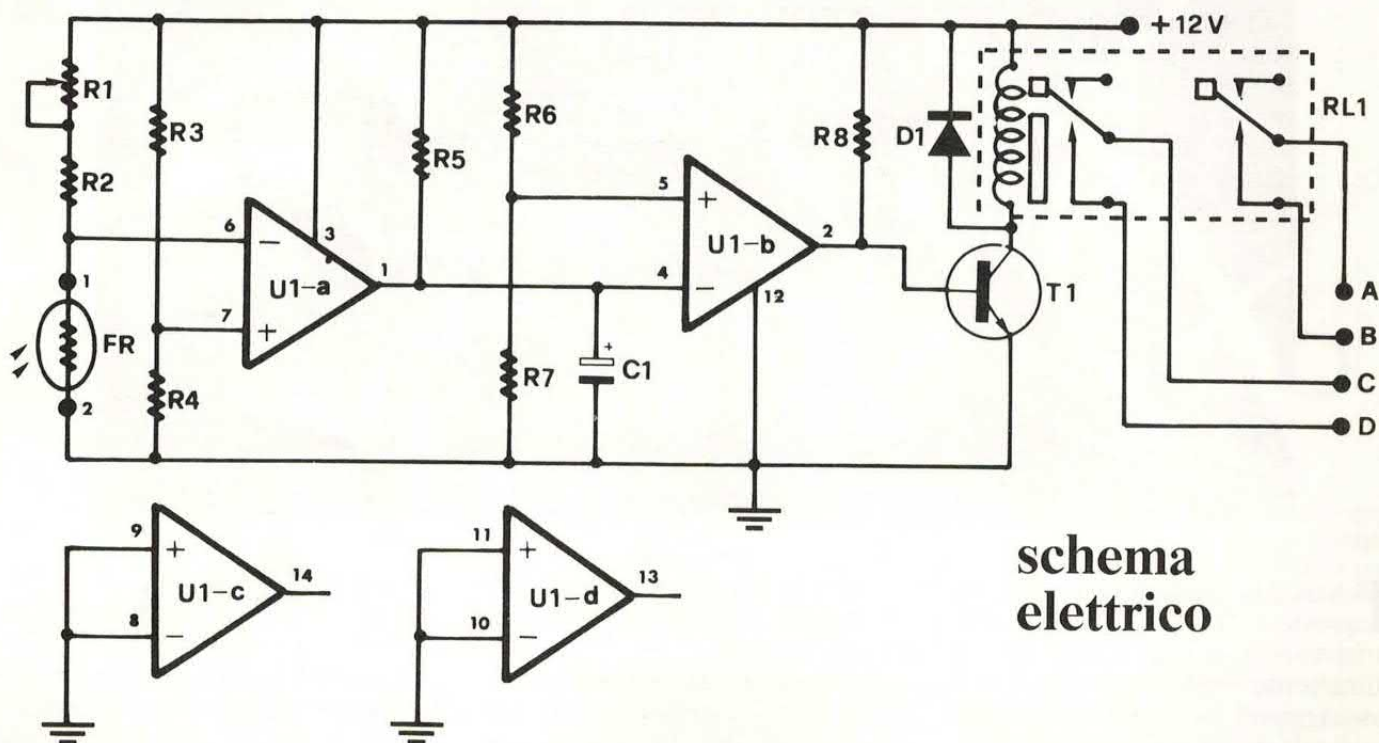 +12V
R1
R3
R6
R8
D1
RL1
R2
R5
5
+
2
6
−
3
U1-b
1
U1-a
1
4
−
12
T1
7
+
FR
A
+
C1
B
R7
R4
C
2
D
9
+
11
+
14
13
U1-c
U1-d
8
−
10
−
schema
elettrico